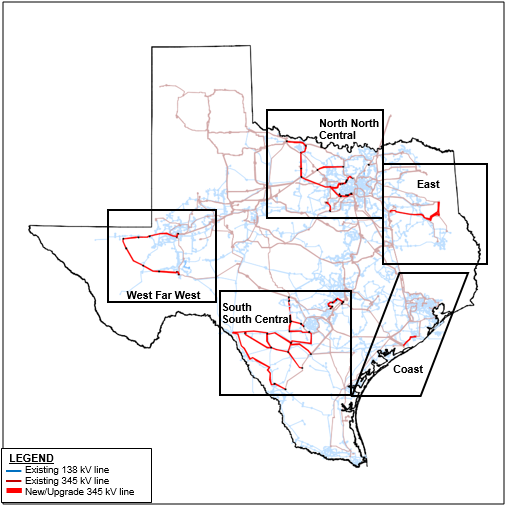 North North
Central
East
West Far West
South
South Central
Coast
LEGEND
Existing 138 kV line
Existing 345 kV line
New/Upgrade 345 kV line